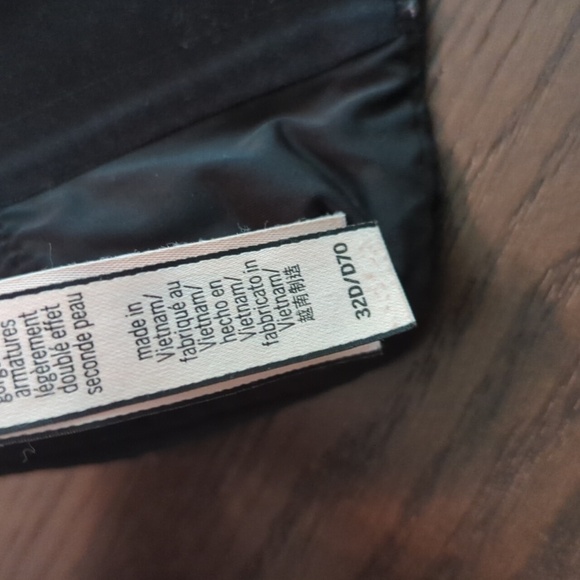 armatures
légèrement
double effet
seconde peau
made in
Vietnam/
fabriqué au
Vietnam/
hecho en
Vietnam/
fabbricato in
Vietnam/
越南制造
32D/D70